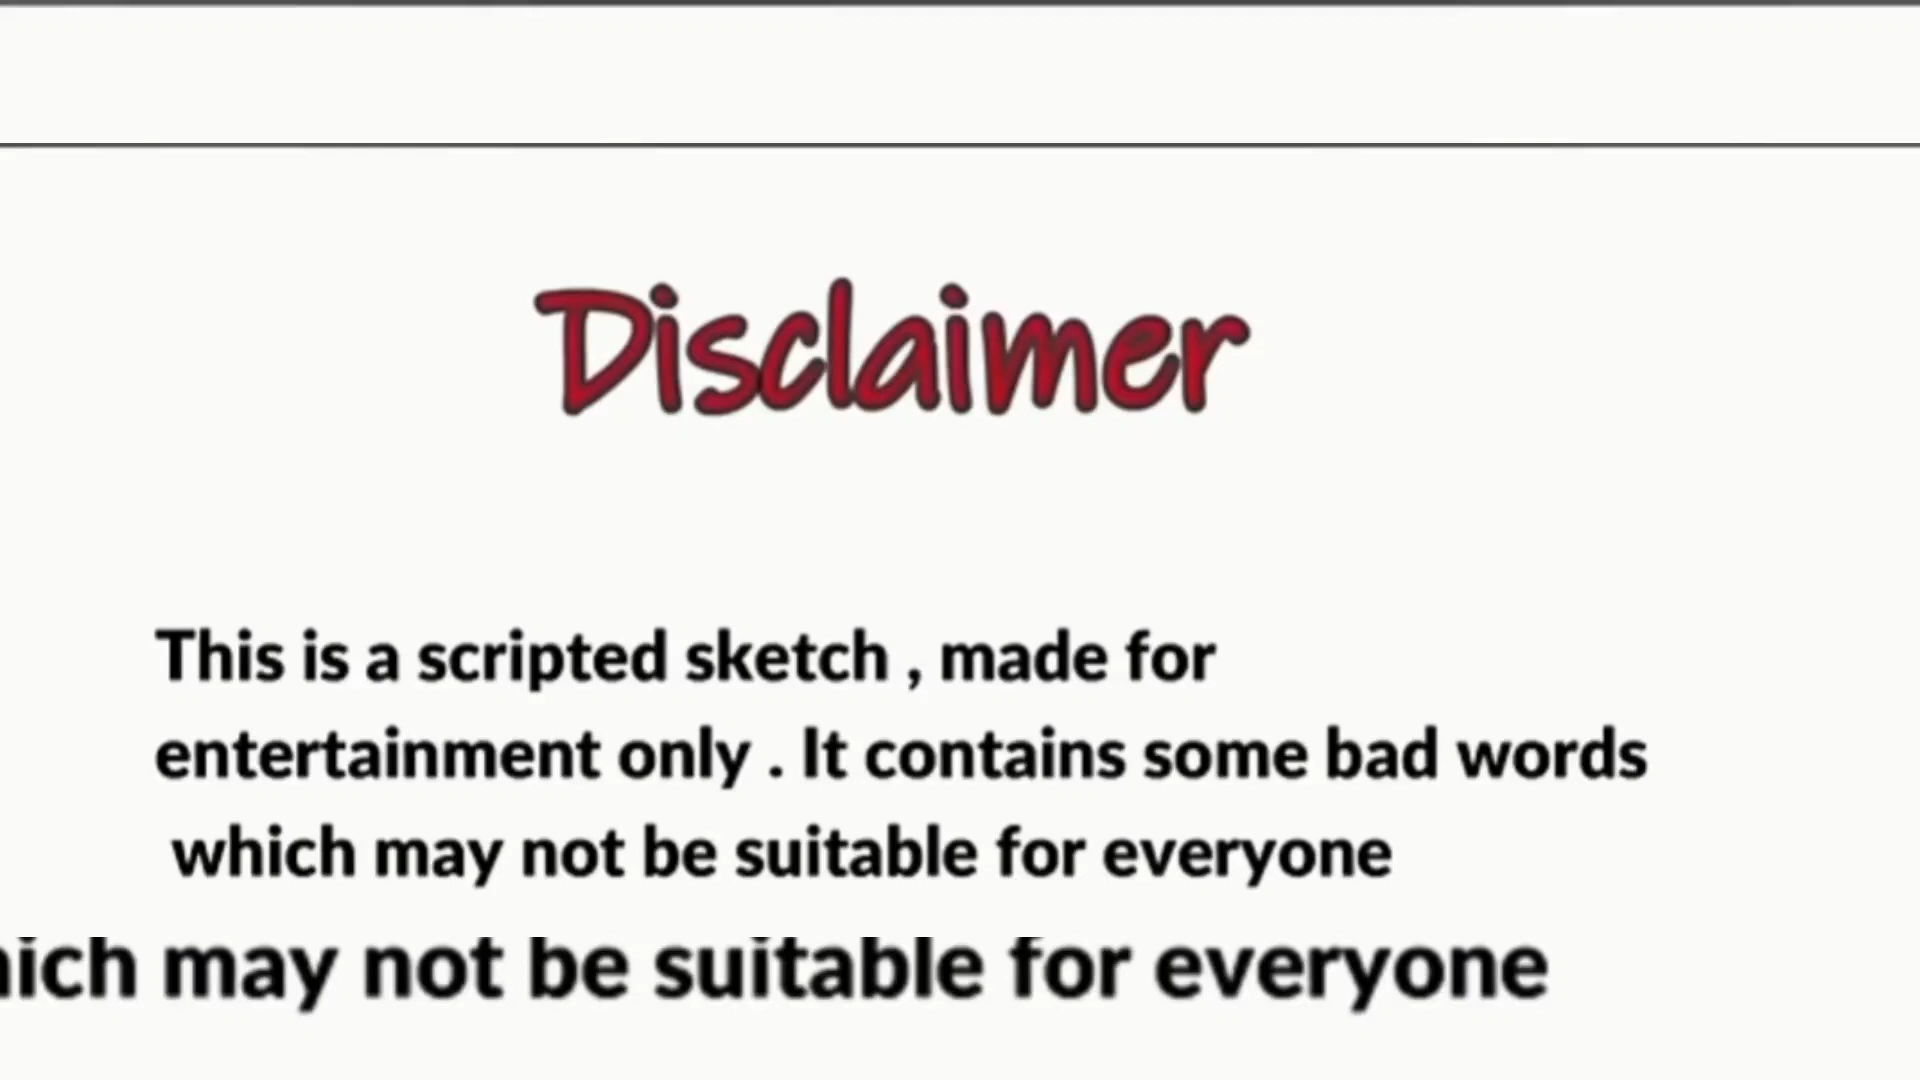 Disclaimer
This is a scripted sketch , made for
entertainment only . It contains some bad words
which may not be suitable for everyone
may not be suitable for everyone